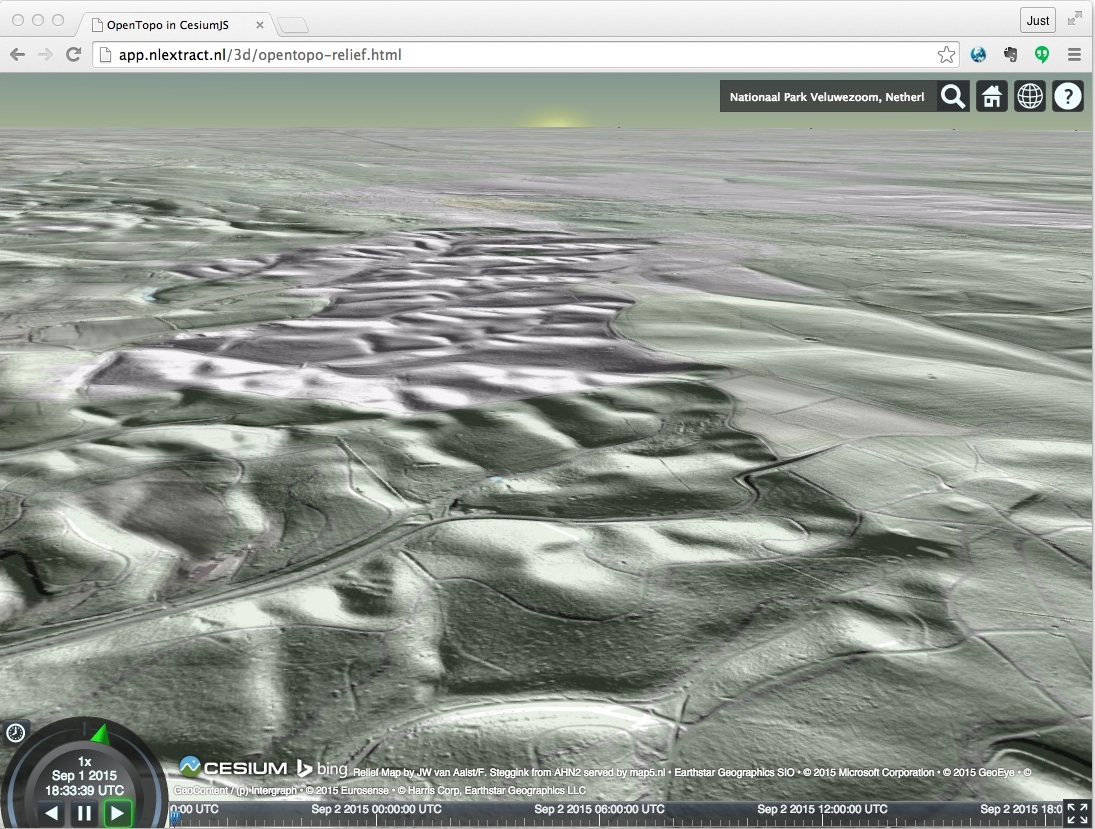 OpenTopo in CesiumJS
Just
app.nlextract.nl/3d/opentopo-relief.html
Nationaal Park Veluwezoom, Netherl
?
1x
Sep 1 2015
18:33:39 UTC
CESIUM bing Relief Map by JW van Aalst/F. Steggink from AHN2 served by map5.nl • Earthstar Geographics SIO • © 2015 Microsoft Corporation • © 2015 GeoEye • ©
GeoContent / (p) Intergraph • © 2015 Eurosense • © Harris Corp, Earthstar Geographics LLC
0:00 UTC Sep 2 2015 00:00:00 UTC Sep 2 2015 06:00:00 UTC Sep 2 2015 12:00:00 UTC Sep 2 2015 18:0